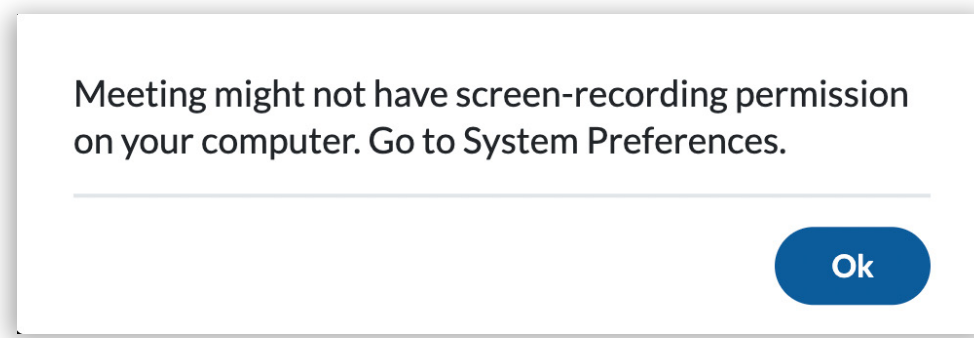 Meeting might not have screen-recording permission
on your computer. Go to System Preferences.
Ok